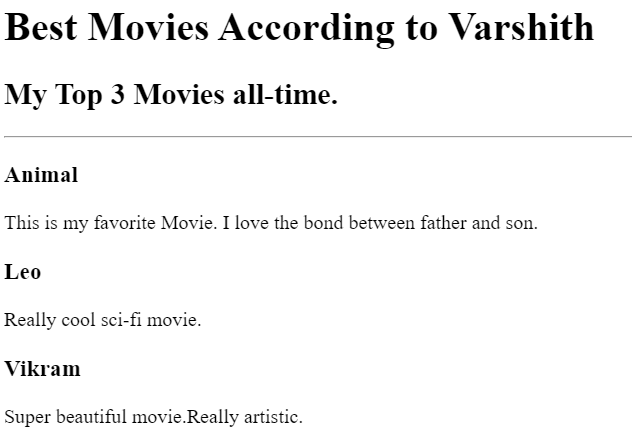 Best Movies According to Varshith
My Top 3 Movies all-time.
Animal
This is my favorite Movie. I love the bond between father and son.
Leo
Really cool sci-fi movie.
Vikram
Super beautiful movie.Really artistic.